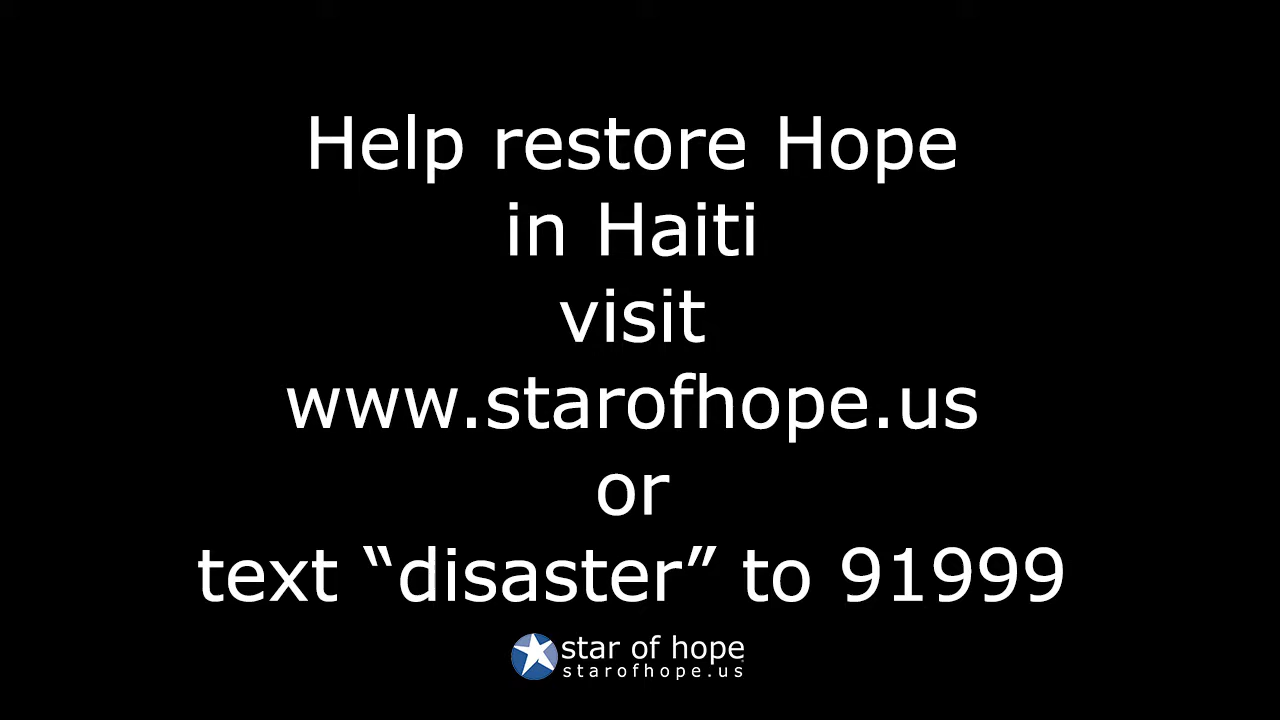 Help restore Hope
in Haiti
visit
www.starofhope.us
or
text “disaster” to 91999
star of hope
starofhope.us